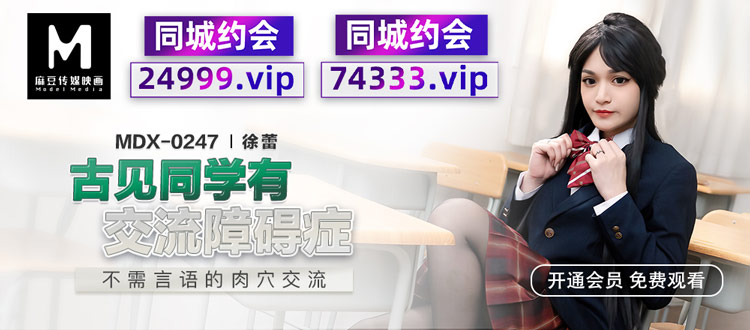 麻豆传媒映画
Model Media
同城约会
24999.vip
同城约会
74333.vip
MDX-0247 | 徐蕾
古见同学有
交流障碍症
不需言语的肉穴交流
开通会员 免费观看